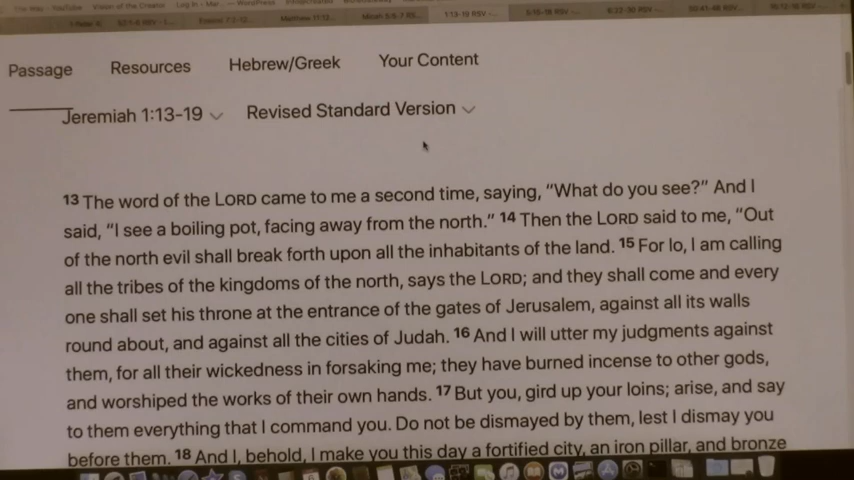 Passage Resources Hebrew/Greek Your Content
Jeremiah 1:13-19 Revised Standard Version
13 The word of the LORD came to me a second time, saying, “What do you see?” And I
said, “I see a boiling pot, facing away from the north.” 14 Then the LORD said to me, “Out
of the north evil shall break forth upon all the inhabitants of the land. 15 For lo, I am calling
all the tribes of the kingdoms of the north, says the LORD; and they shall come and every
one shall set his throne at the entrance of the gates of Jerusalem, against all its walls
round about, and against all the cities of Judah. 16 And I will utter my judgments against
them, for all their wickedness in forsaking me; they have burned incense to other gods,
and worshiped the works of their own hands. 17 But you, gird up your loins; arise, and say
to them everything that I command you. Do not be dismayed by them, lest I dismay you
before them. 18 And I, behold, I make you this day a fortified city, an iron pillar, and bronze